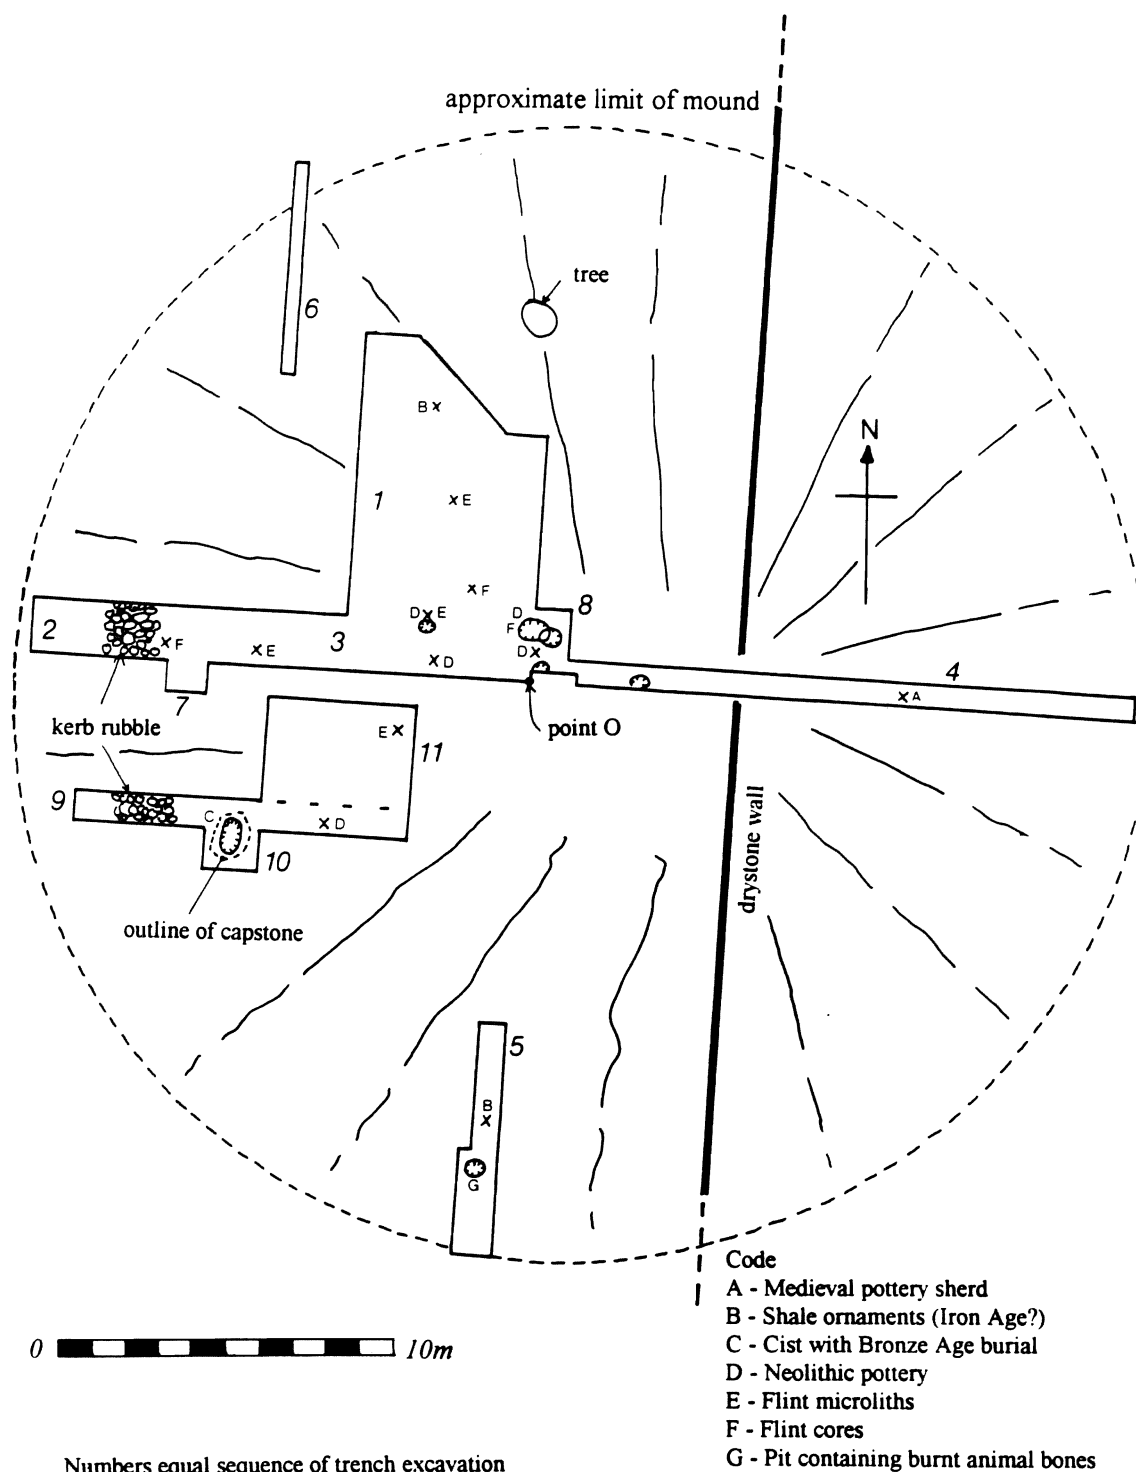 approximate limit of mound
tree
6
B
N
E
1
F
8
D E
D
F
2
F
3
E
D
D
4
A
7
kerb rubble
E
11
point O
9
C
D
10
drystone wall
outline of capstone
5
B
G
Code
A - Medieval pottery sherd
B - Shale ornaments (Iron Age?)
C - Cist with Bronze Age burial
D - Neolithic pottery
E - Flint microliths
F - Flint cores
G - Pit containing burnt animal bones
0 10m
Numbers equal sequence of trench excavation